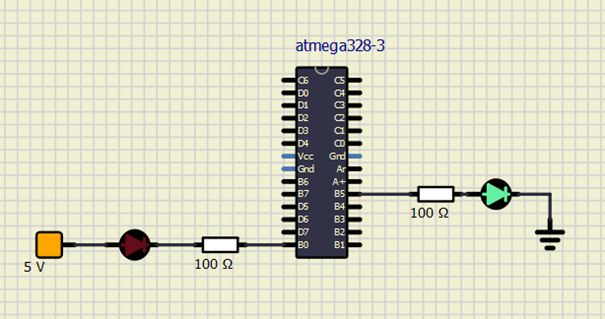 atmega328-3
C6 C5
D0 C4
D1 C3
D2 C2
D3 C1
D4 C0
Vcc Gnd
Gnd Ar
B6 A+
B7 B5
D5 B4
D6 B3
D7 B2
B0 B1
100 Ω
100 Ω
5 V